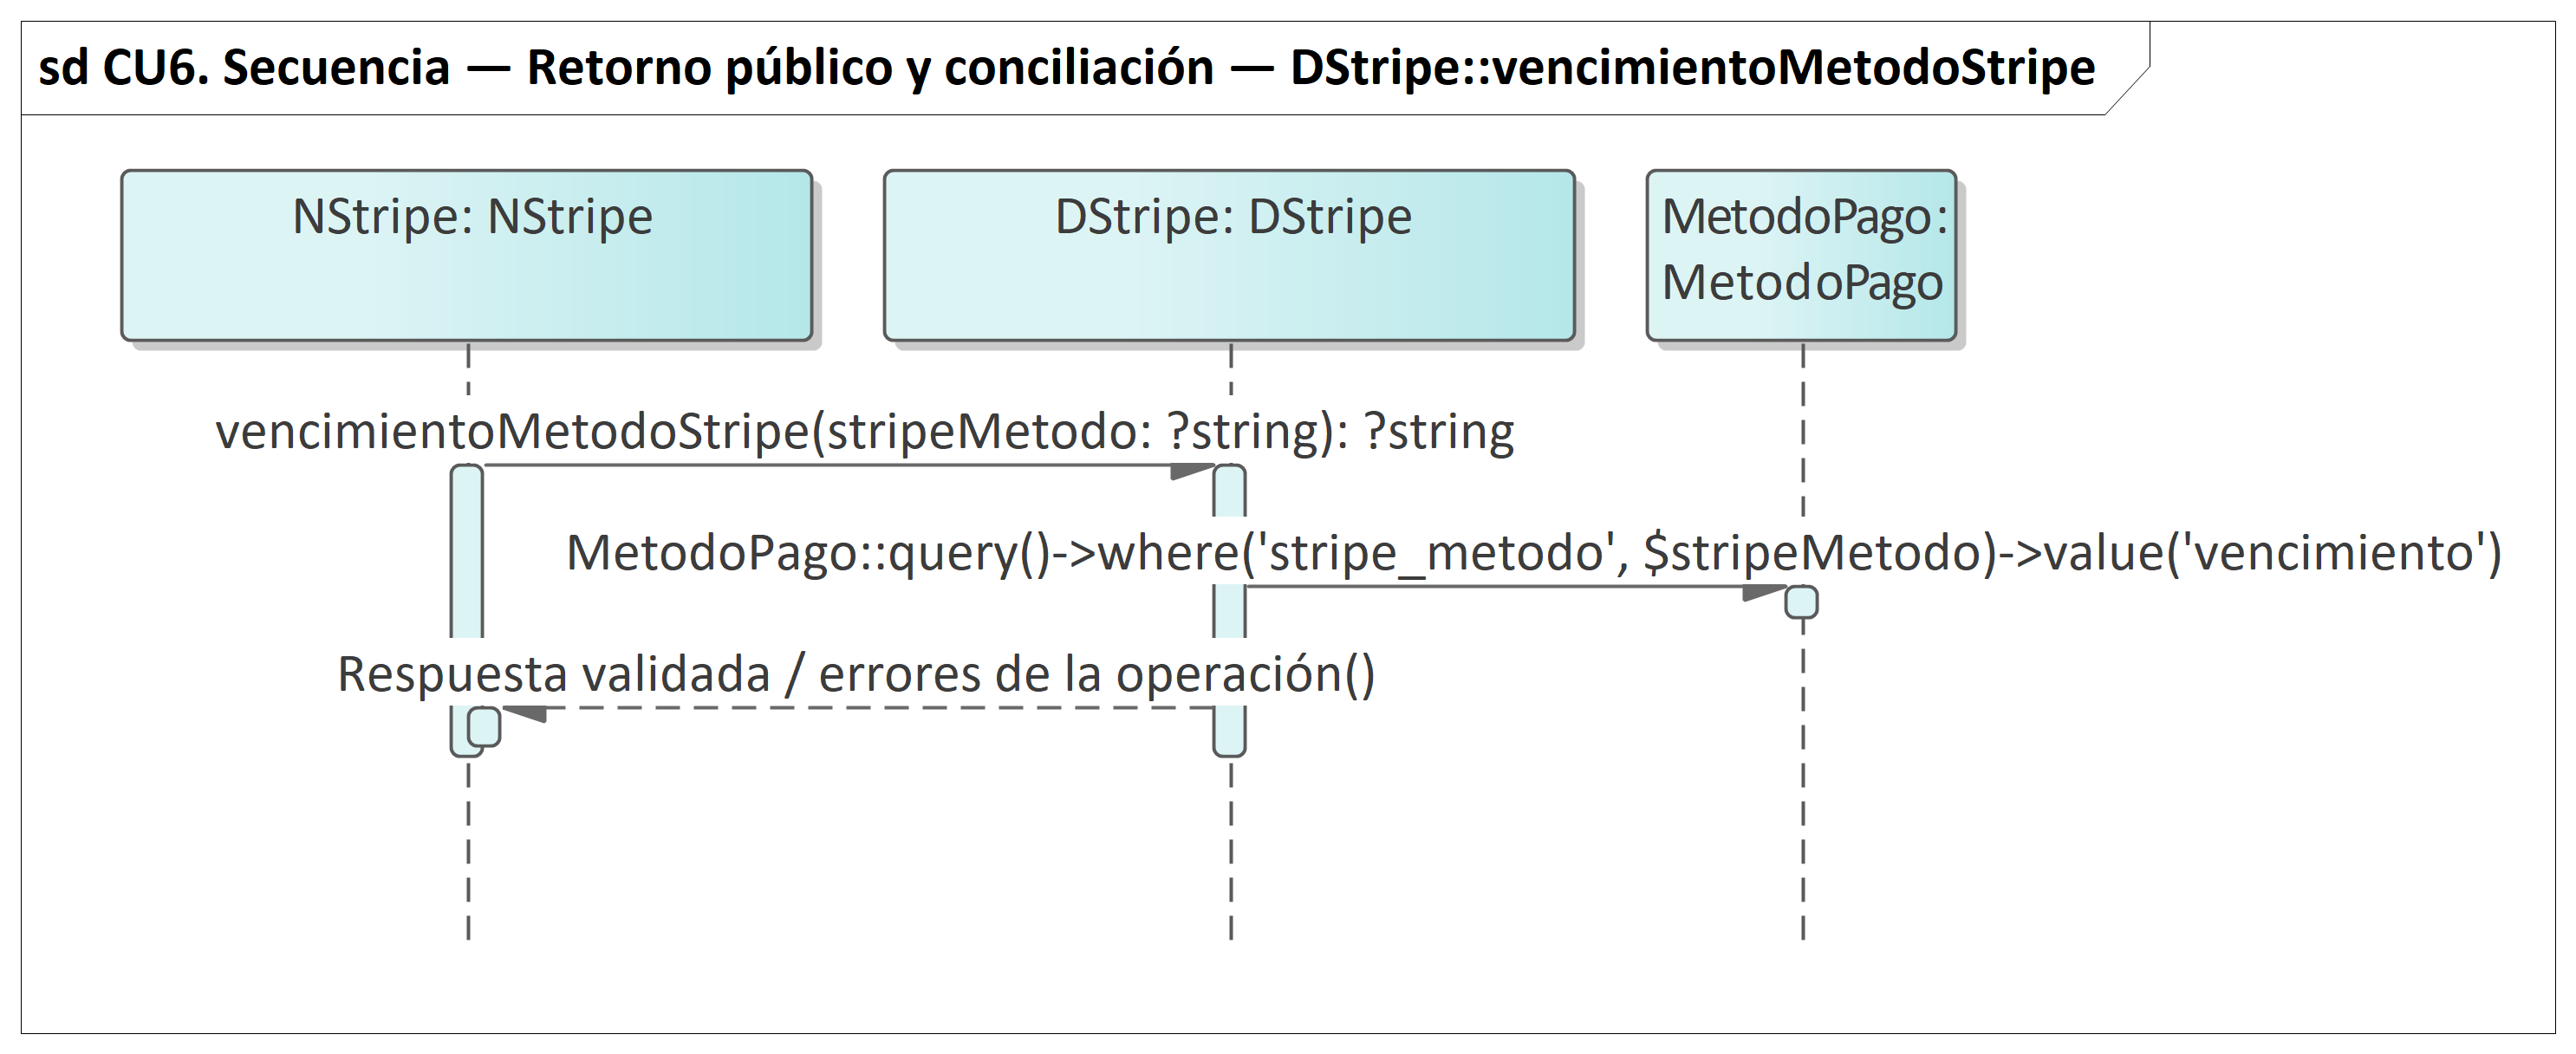 sd CU6. Secuencia — Retorno público y conciliación — DStripe::vencimientoMetodoStripe
NStripe: NStripe
DStripe: DStripe
MetodoPago:
MetodoPago
vencimientoMetodoStripe(stripeMetodo: ?string): ?string
MetodoPago::query()->where('stripe_metodo', $stripeMetodo)->value('vencimiento')
Respuesta validada / errores de la operación()